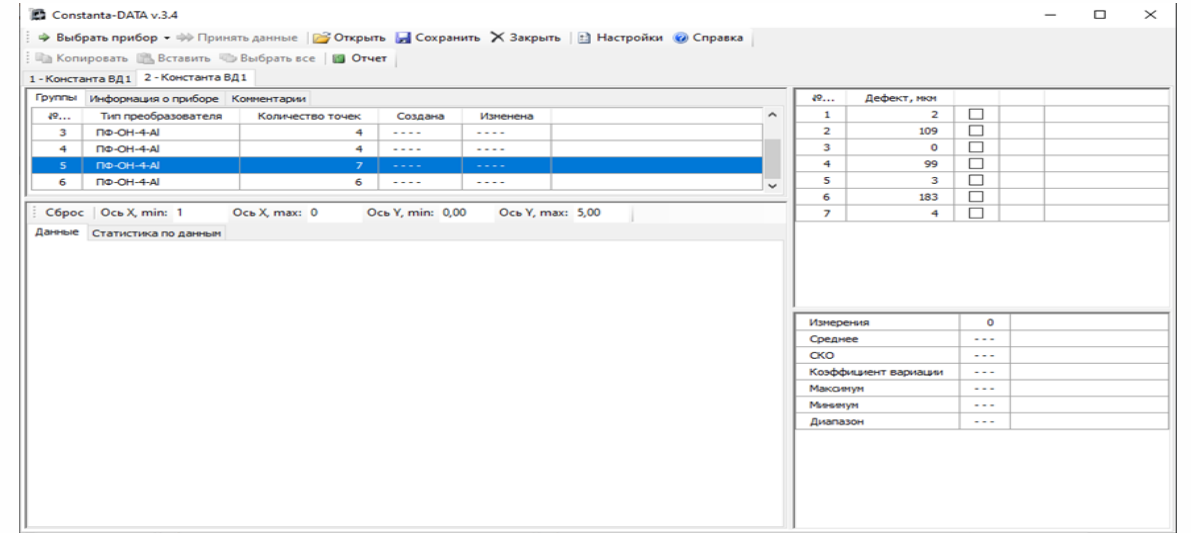 Constanta-DATA v.3.4
Выбрать прибор Принять данные Открыть Сохранить Закрыть Настройки Справка
Копировать Вставить Выбрать все Отчет
1 - Константа ВД1 2 - Константа ВД1
Группы Информация о приборе Комментарии
№... Тип преобразователя Количество точек Создана Изменена
3 ПФ-ОН-4-Al 4 - - - - - - - -
4 ПФ-ОН-4-Al 4 - - - - - - - -
5 ПФ-ОН-4-Al 7 - - - - - - - -
6 ПФ-ОН-4-Al 6 - - - - - - - -
Сброс Ось X, min: 1 Ось X, max: 0 Ось Y, min: 0,00 Ось Y, max: 5,00
Данные Статистика по данным
№... Дефект, мкм
1 2
2 109
3 0
4 99
5 3
6 183
7 4
Измерения 0
Среднее - - -
СКО - - -
Коэффициент вариации - - -
Максимум - - -
Минимум - - -
Диапазон - - -